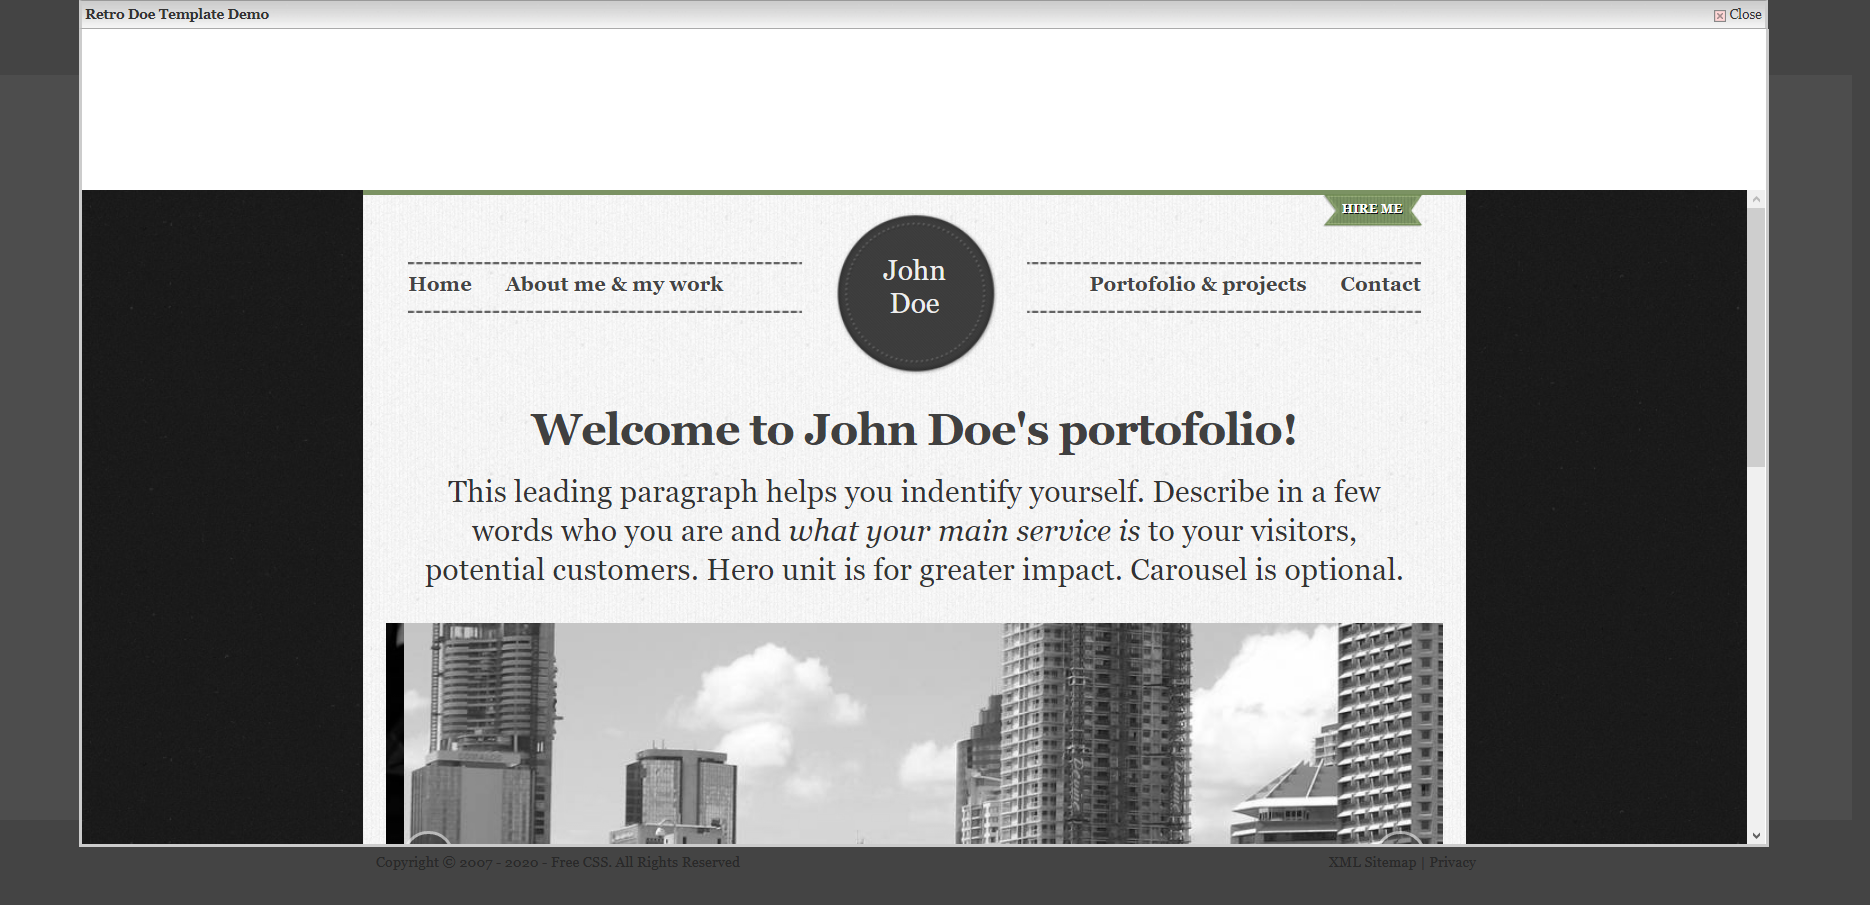 Retro Doe Template Demo
Close
HIRE ME
Home About me & my work
John
Doe
Portofolio & projects Contact
Welcome to John Doe's portofolio!
This leading paragraph helps you indentify yourself. Describe in a few
words who you are and what your main service is to your visitors,
potential customers. Hero unit is for greater impact. Carousel is optional.
Copyright © 2007 - 2020 - Free CSS. All Rights Reserved
XML Sitemap | Privacy